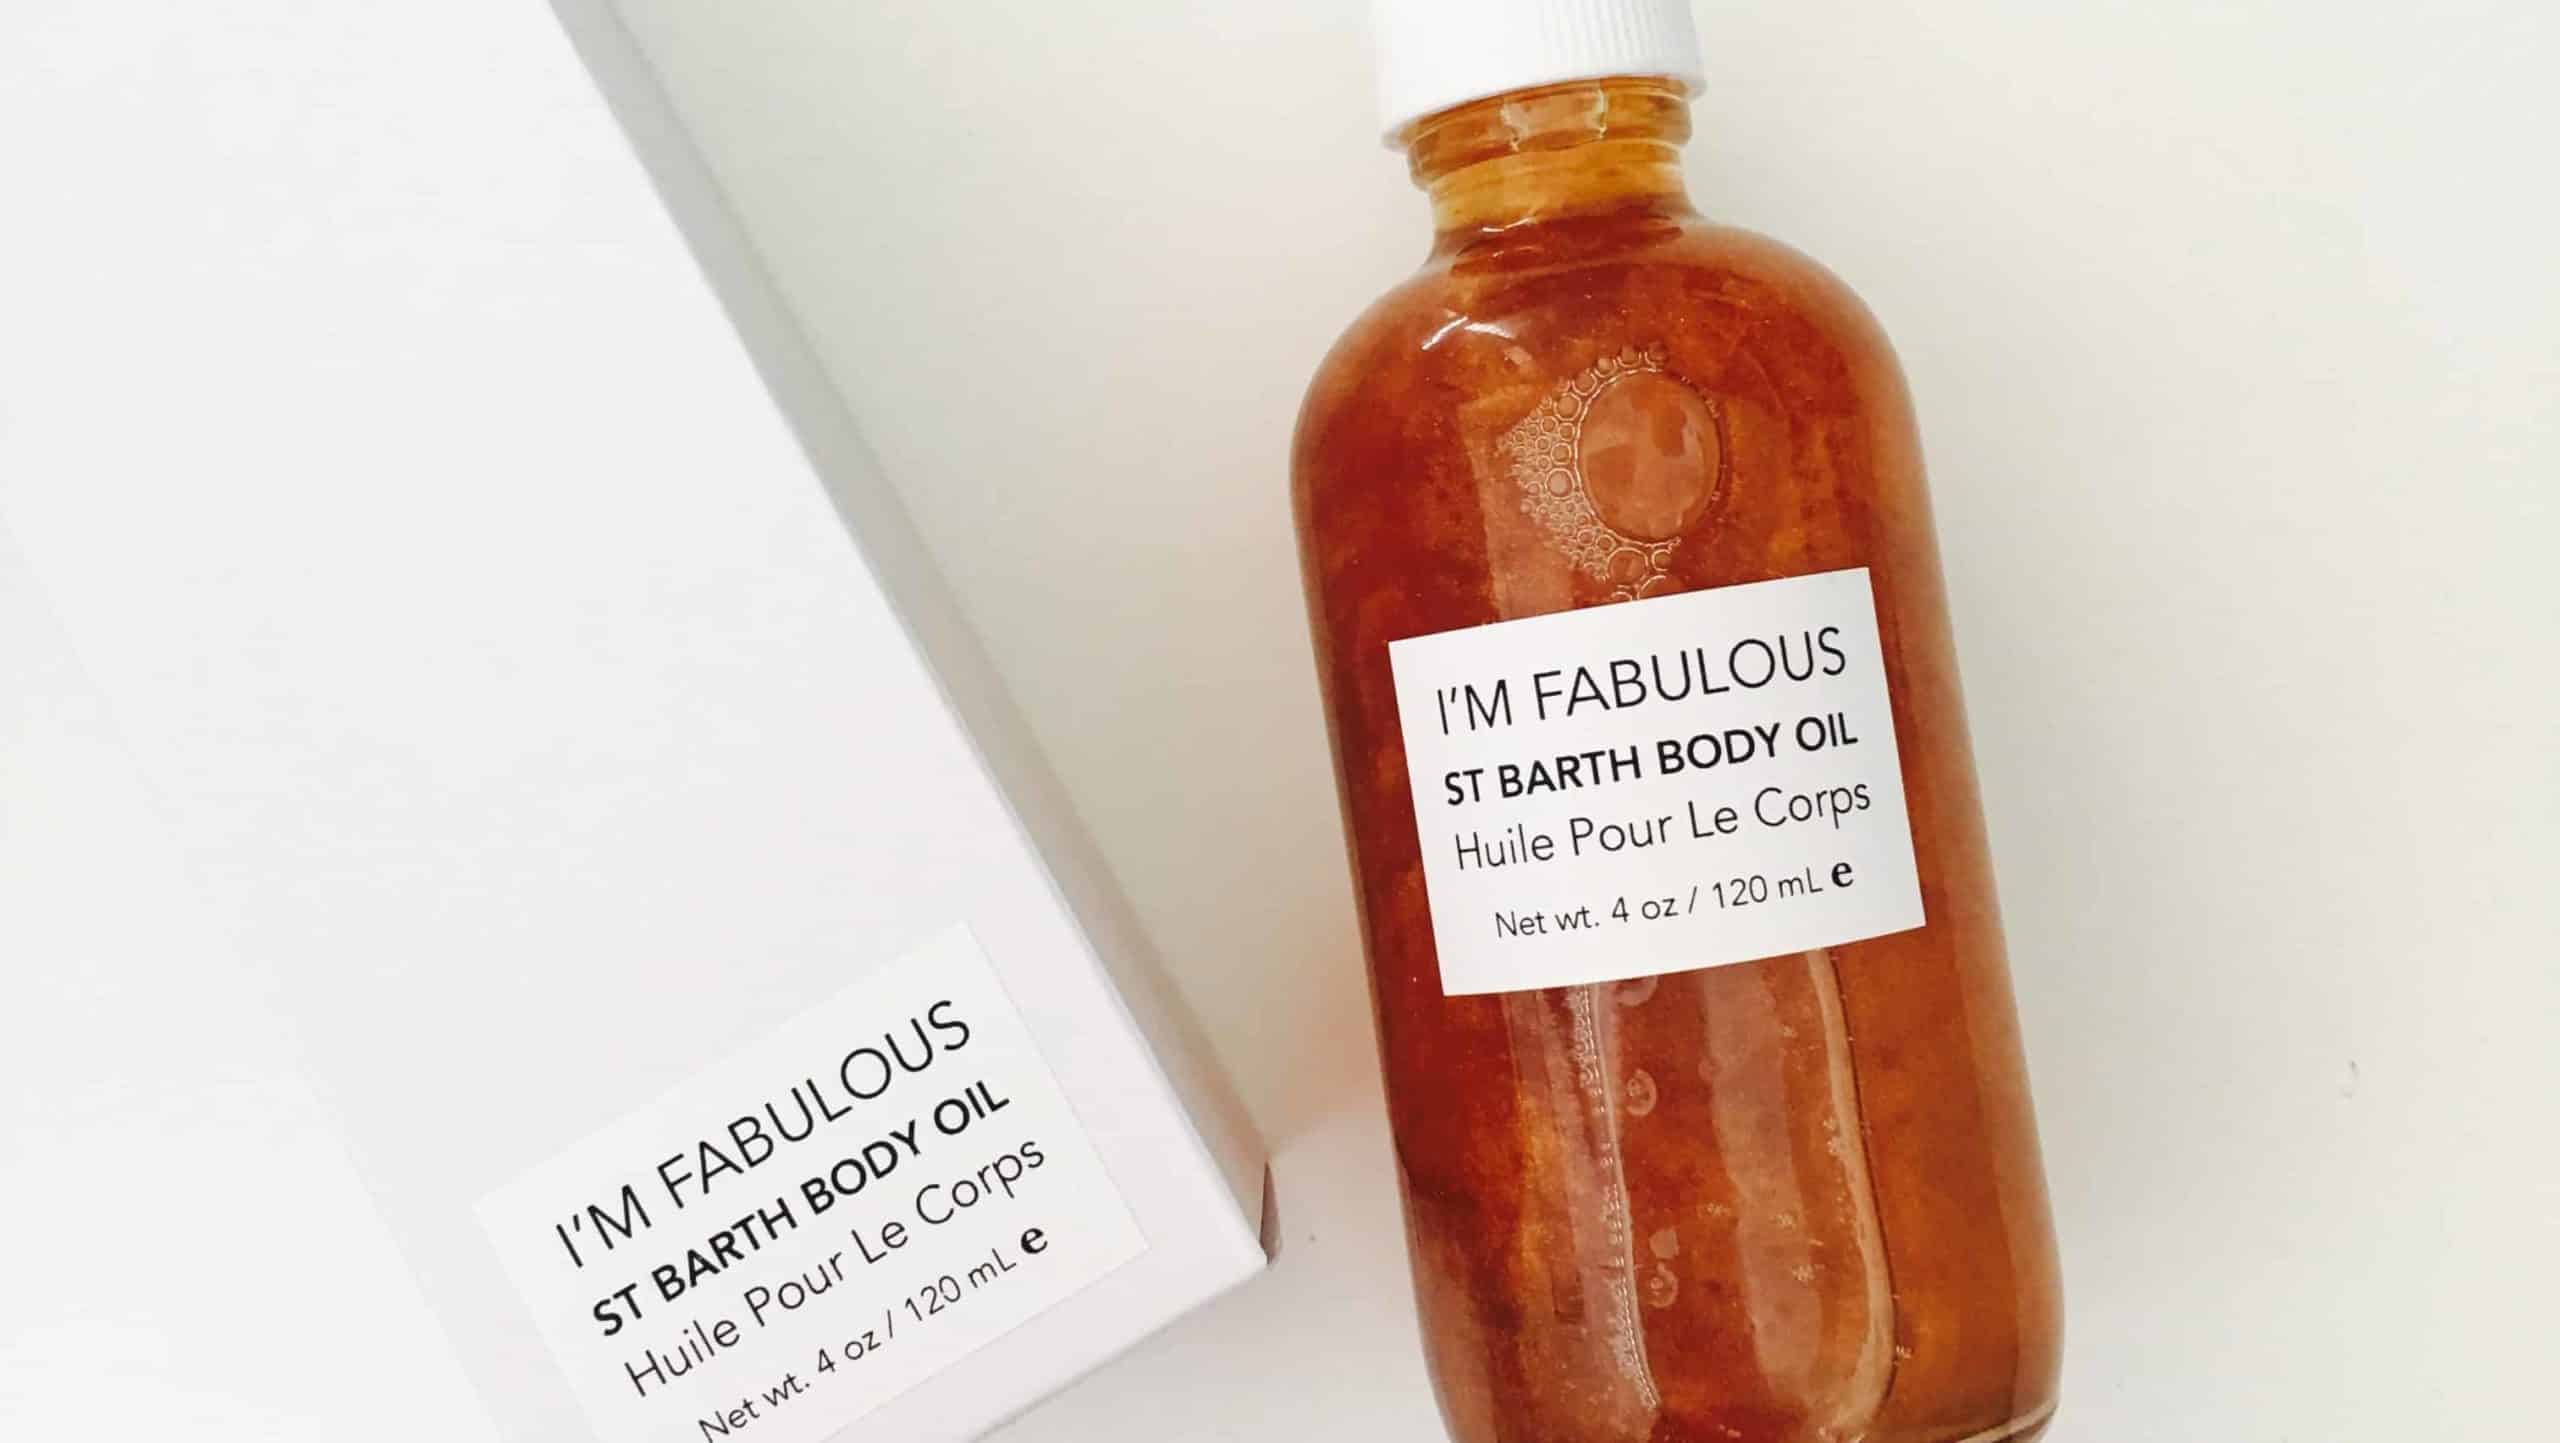 I'M FABULOUS
ST BARTH BODY OIL
Huile Pour Le Corps
Net wt. 4 oz / 120 mL e
I'M FABULOUS
ST BARTH BODY OIL
Huile Pour Le Corps
Net wt. 4 oz / 120 mL e